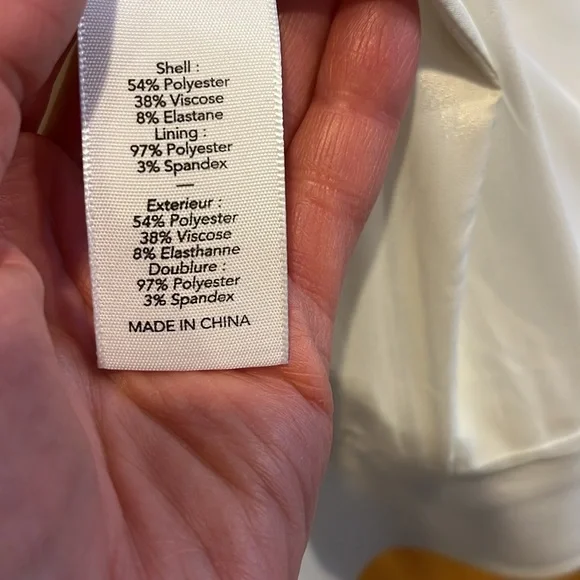 Shell :
54% Polyester
38% Viscose
8% Elastane
Lining :
97% Polyester
3% Spandex
—
Exterieur :
54% Polyester
38% Viscose
8% Elasthanne
Doublure :
97% Polyester
3% Spandex
MADE IN CHINA